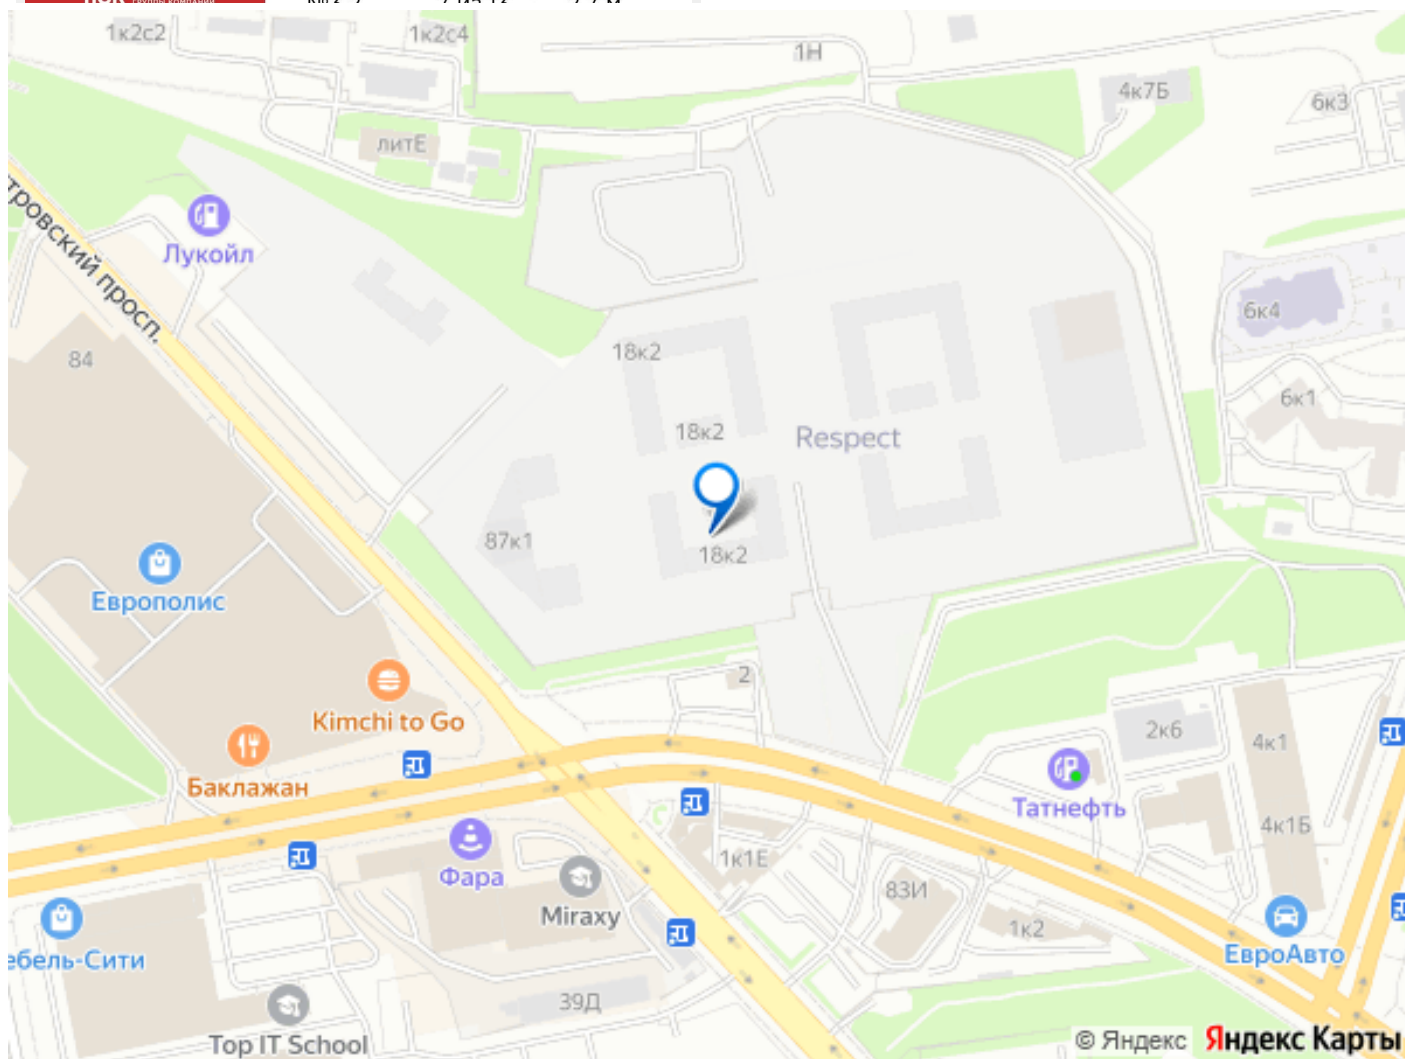 1к2с2
1к2с4
1Н
4к7Б
6к3
литЕ
тровский просп.
Лукойл
6к4
84
18к2
6к1
18к2
Respect
87к1
18к2
Европолис
2
Kimchi to Go
2к6
4к1
Баклажан
Татнефть
4к1Б
1к1Е
Фара
83И
Miraxy
1к2
ебель-Сити
ЕвроАвто
39Д
Top IT School
© Яндекс Яндекс Карты